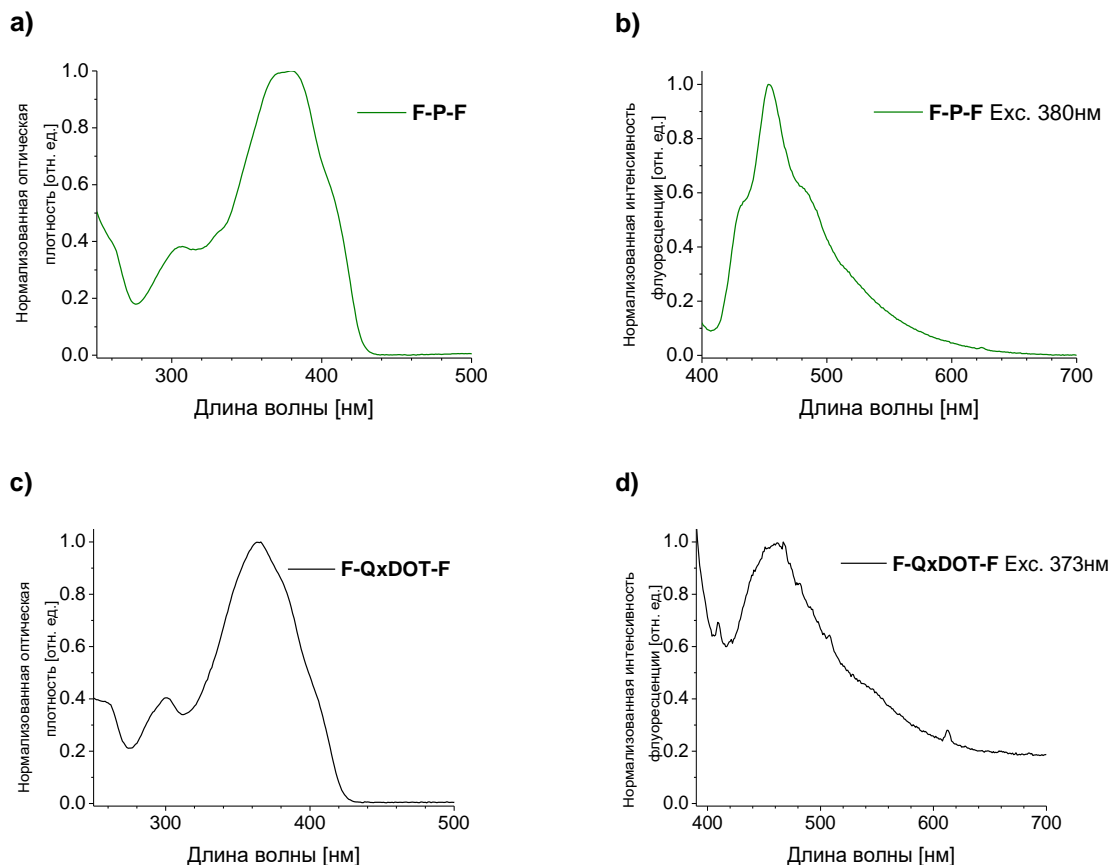 a)
Нормализованная оптическая
плотность [отн. ед.]
1.0
0.8
0.6
0.4
0.2
0.0
300
400
500
Длина волны [нм]
F-P-F
b)
Нормализованная интенсивность
флуоресценции [отн. ед.]
1.0
0.8
0.6
0.4
0.2
0.0
400
500
600
700
Длина волны [нм]
F-P-F Exc. 380нм
c)
Нормализованная оптическая
плотность [отн. ед.]
1.0
0.8
0.6
0.4
0.2
0.0
300
400
500
Длина волны [нм]
F-QxDOT-F
d)
Нормализованная интенсивность
флуоресценции [отн. ед.]
1.0
0.8
0.6
0.4
0.2
0.0
400
500
600
700
Длина волны [нм]
F-QxDOT-F Exc. 373нм